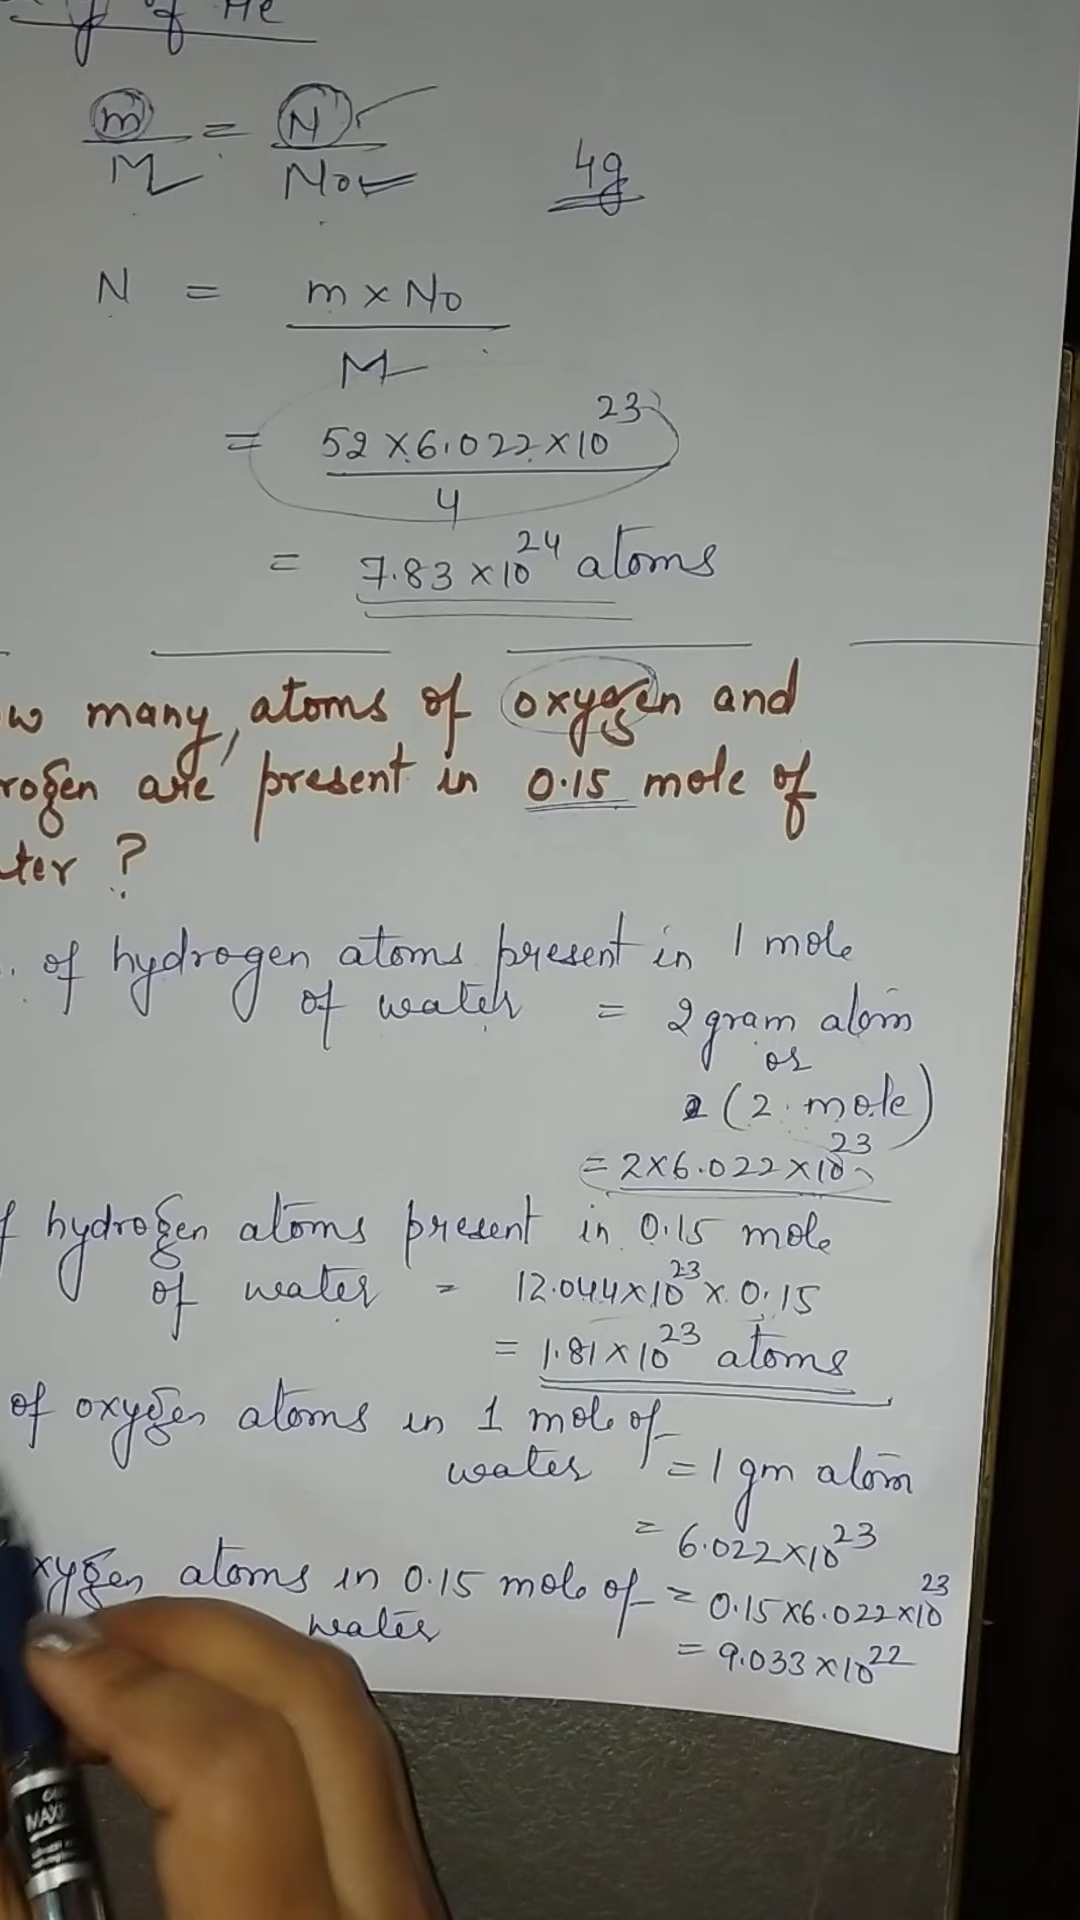 of He
m / M = N / No
4g
N = m x No / M
= 52 x 6.022 x 10^23 / 4
= 7.83 x 10^24 atoms
ow many, atoms of oxygen and
rogen are present in 0.15 mole of
ter ?
. of hydrogen atoms present in 1 mole
of water = 2 gram atom
or
2 (2 mole)
= 2 x 6.022 x 10^23
f hydrogen atoms present in 0.15 mole
of water = 12.044 x 10^23 x 0.15
= 1.81 x 10^23 atoms
of oxygen atoms in 1 mole of
water = 1 gm atom
= 6.022 x 10^23
xygen atoms in 0.15 mole of = 0.15 x 6.022 x 10^23
water
= 9.033 x 10^22